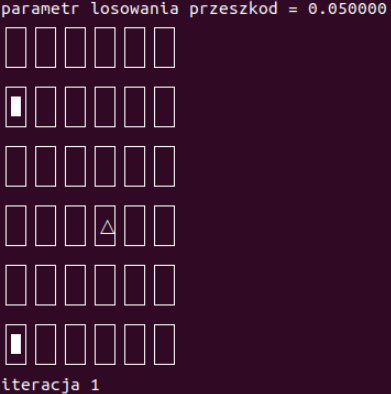 parametr losowania przeszkod = 0.050000
iteracja 1